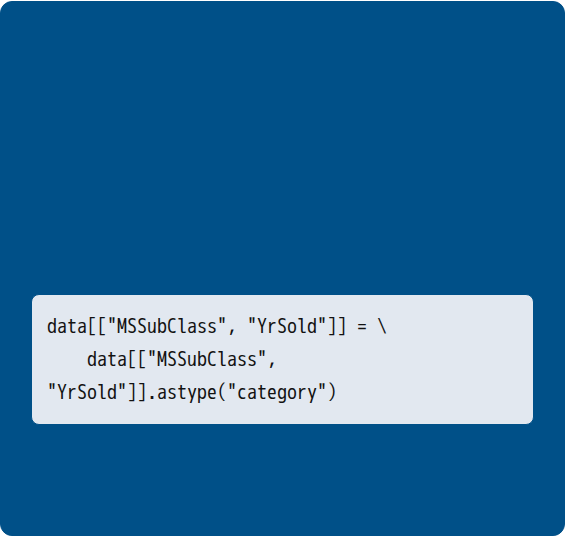 data[["MSSubClass", "YrSold"]] = \
    data[["MSSubClass",
"YrSold"]].astype("category")